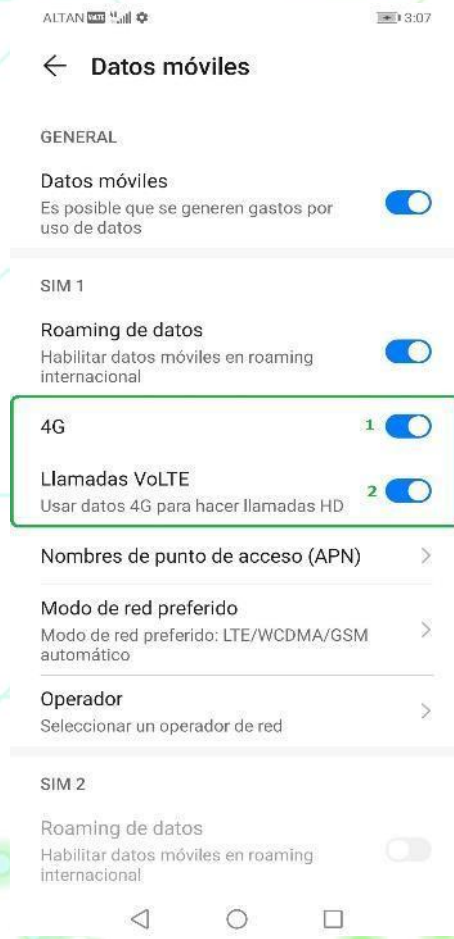 ALTAN VoLTE 3:07
Datos móviles
GENERAL
Datos móviles
Es posible que se generen gastos por
uso de datos
SIM 1
Roaming de datos
Habilitar datos móviles en roaming
internacional
4G 1
Llamadas VoLTE
Usar datos 4G para hacer llamadas HD 2
Nombres de punto de acceso (APN)
Modo de red preferido
Modo de red preferido: LTE/WCDMA/GSM
automático
Operador
Seleccionar un operador de red
SIM 2
Roaming de datos
Habilitar datos móviles en roaming
internacional